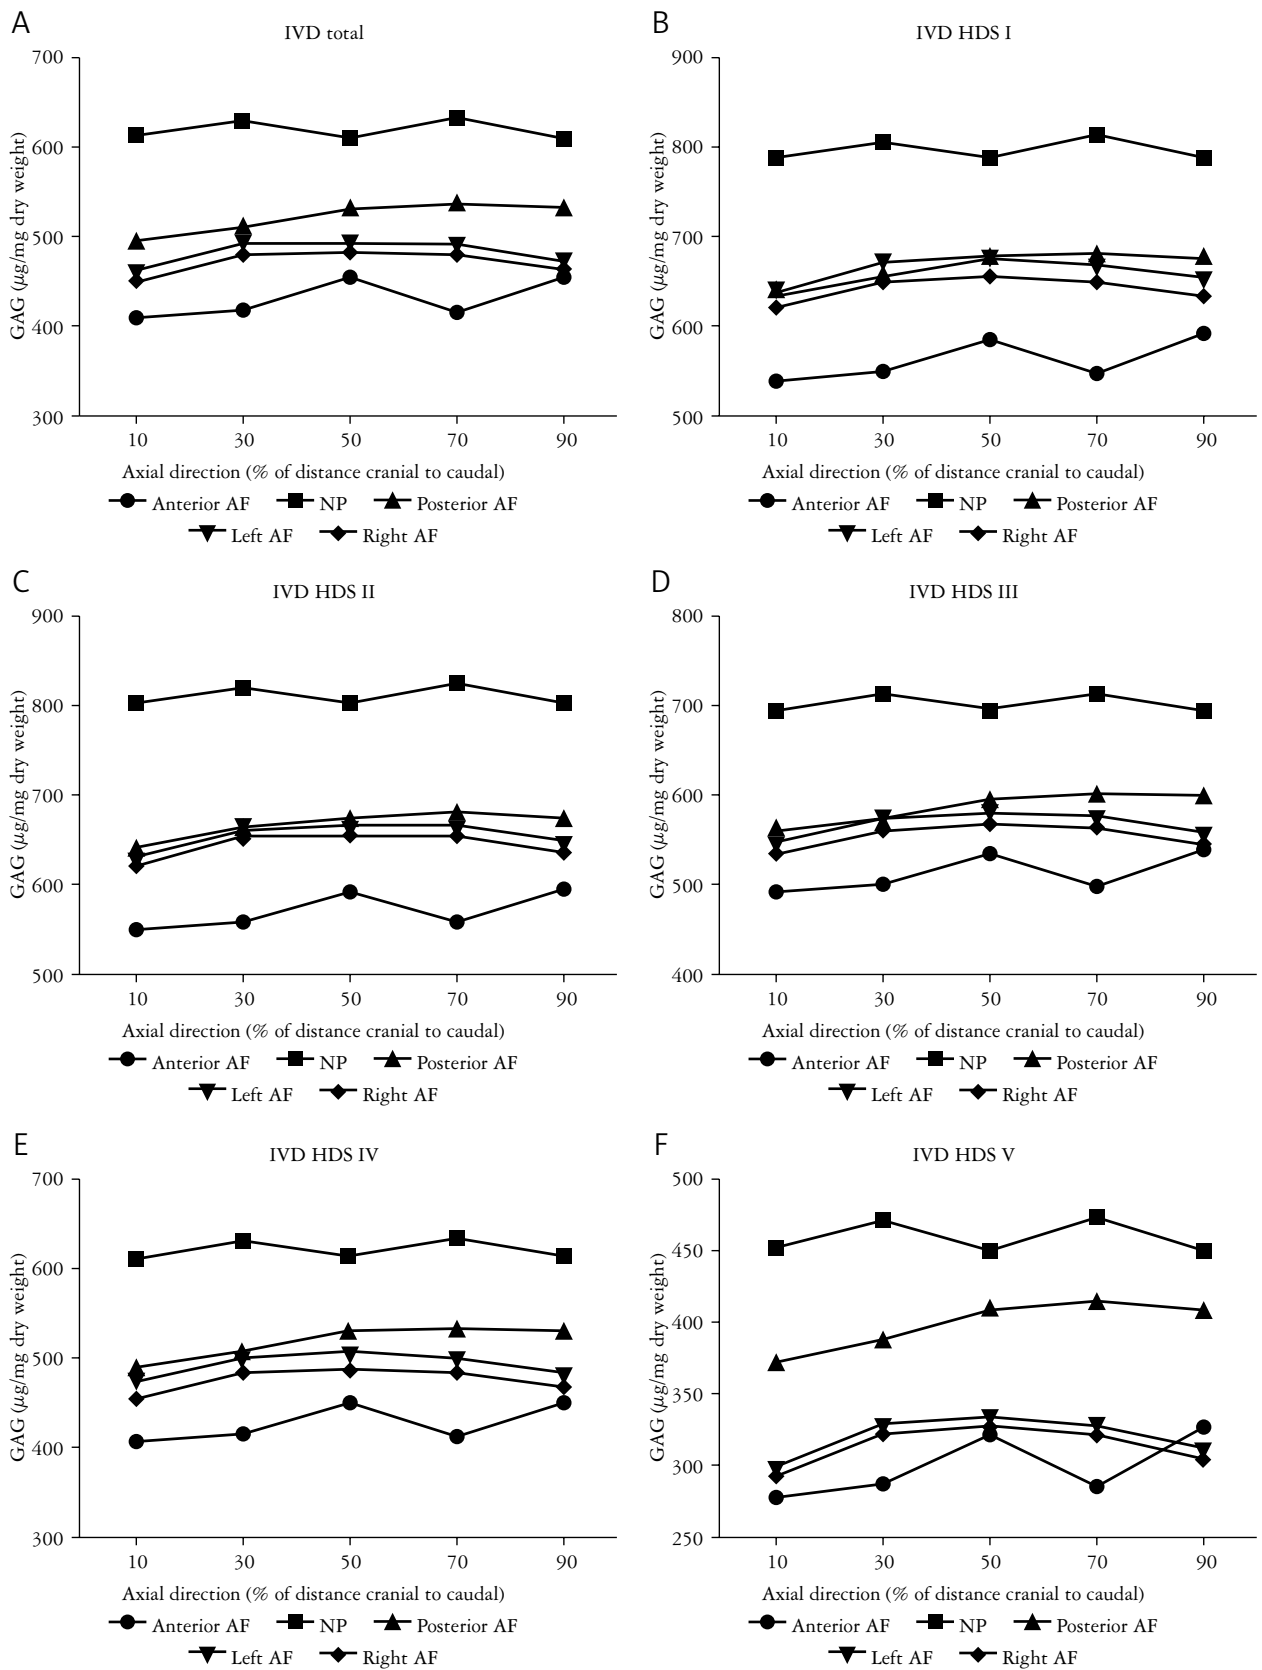 A
IVD total
700
600
500
400
300
GAG (µg/mg dry weight)
10 30 50 70 90
Axial direction (% of distance cranial to caudal)
Anterior AF NP Posterior AF
Left AF Right AF
B
IVD HDS I
900
800
700
600
500
GAG (µg/mg dry weight)
10 30 50 70 90
Axial direction (% of distance cranial to caudal)
Anterior AF NP Posterior AF
Left AF Right AF
C
IVD HDS II
900
800
700
600
500
GAG (µg/mg dry weight)
10 30 50 70 90
Axial direction (% of distance cranial to caudal)
Anterior AF NP Posterior AF
Left AF Right AF
D
IVD HDS III
800
700
600
500
400
GAG (µg/mg dry weight)
10 30 50 70 90
Axial direction (% of distance cranial to caudal)
Anterior AF NP Posterior AF
Left AF Right AF
E
IVD HDS IV
700
600
500
400
300
GAG (µg/mg dry weight)
10 30 50 70 90
Axial direction (% of distance cranial to caudal)
Anterior AF NP Posterior AF
Left AF Right AF
F
IVD HDS V
500
450
400
350
300
250
GAG (µg/mg dry weight)
10 30 50 70 90
Axial direction (% of distance cranial to caudal)
Anterior AF NP Posterior AF
Left AF Right AF